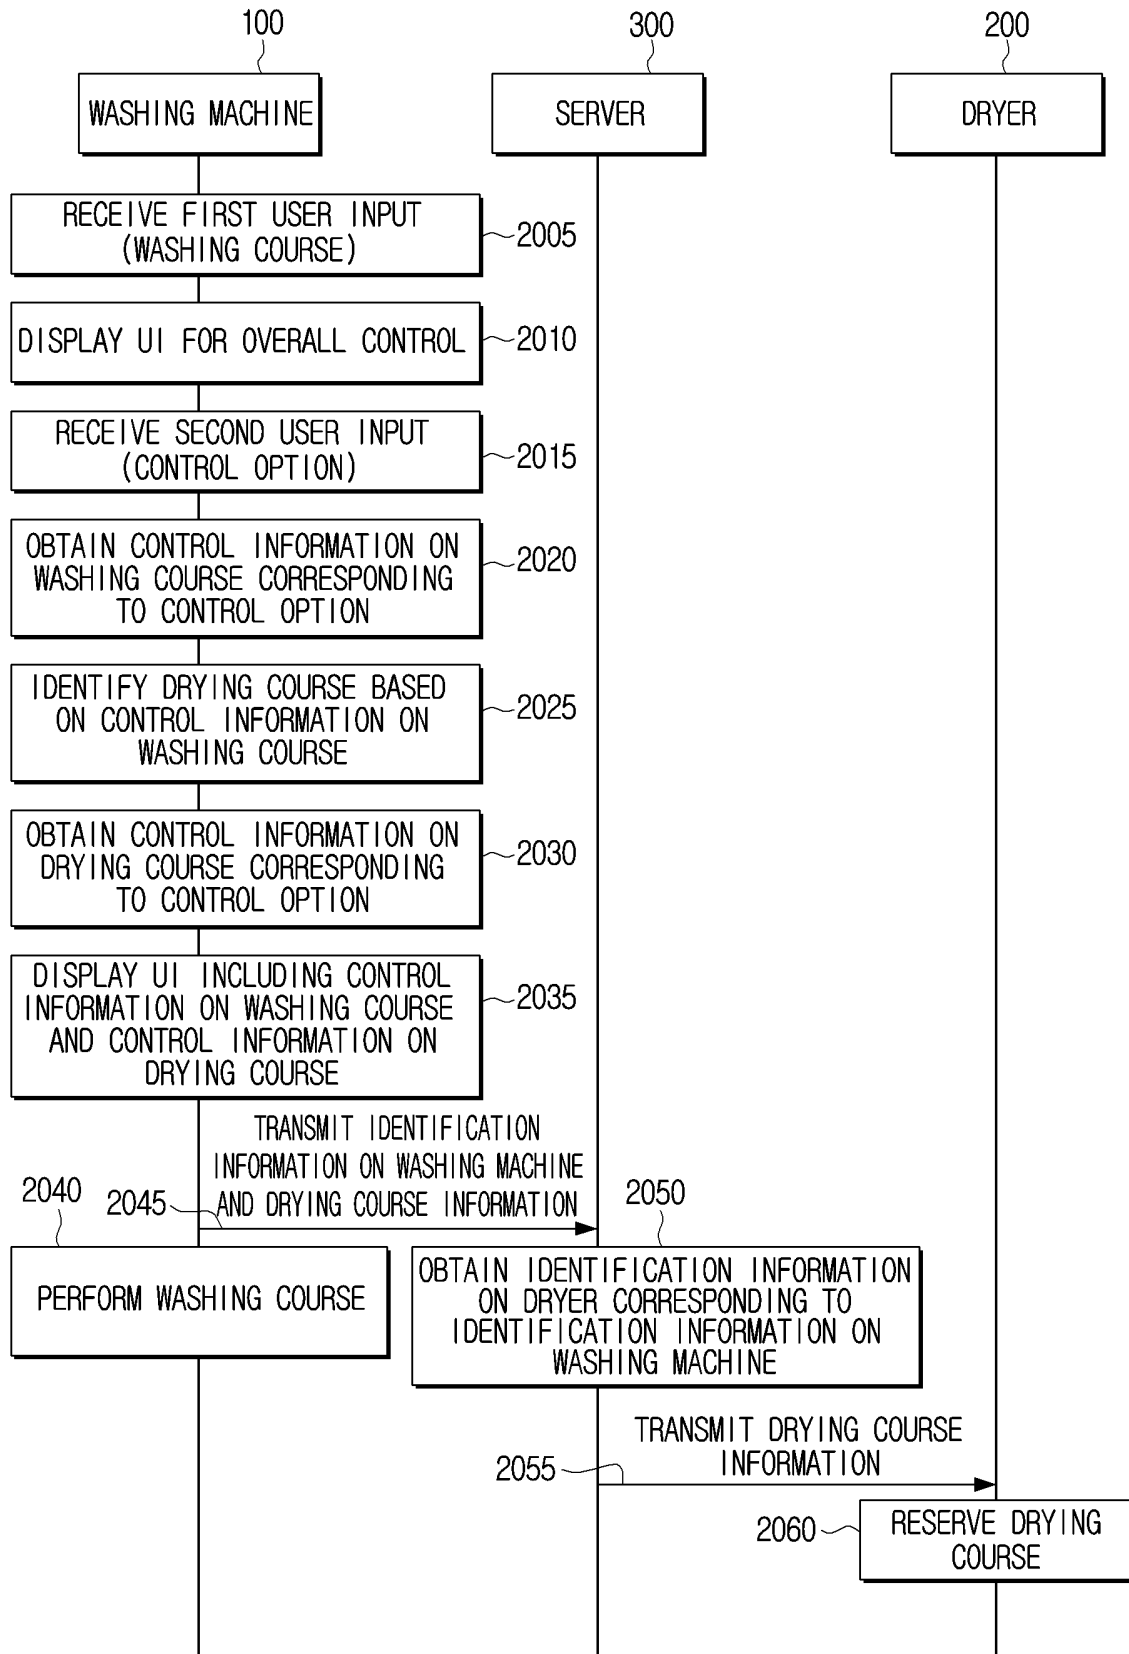 100
300
200
WASHING MACHINE
SERVER
DRYER
RECEIVE FIRST USER INPUT
(WASHING COURSE)
2005
DISPLAY UI FOR OVERALL CONTROL
2010
RECEIVE SECOND USER INPUT
(CONTROL OPTION)
2015
OBTAIN CONTROL INFORMATION ON
WASHING COURSE CORRESPONDING
TO CONTROL OPTION
2020
IDENTIFY DRYING COURSE BASED
ON CONTROL INFORMATION ON
WASHING COURSE
2025
OBTAIN CONTROL INFORMATION ON
DRYING COURSE CORRESPONDING
TO CONTROL OPTION
2030
DISPLAY UI INCLUDING CONTROL
INFORMATION ON WASHING COURSE
AND CONTROL INFORMATION ON
DRYING COURSE
2035
TRANSMIT IDENTIFICATION
INFORMATION ON WASHING MACHINE
AND DRYING COURSE INFORMATION
2045
2040
PERFORM WASHING COURSE
2050
OBTAIN IDENTIFICATION INFORMATION
ON DRYER CORRESPONDING TO
IDENTIFICATION INFORMATION ON
WASHING MACHINE
TRANSMIT DRYING COURSE
INFORMATION
2055
RESERVE DRYING
COURSE
2060